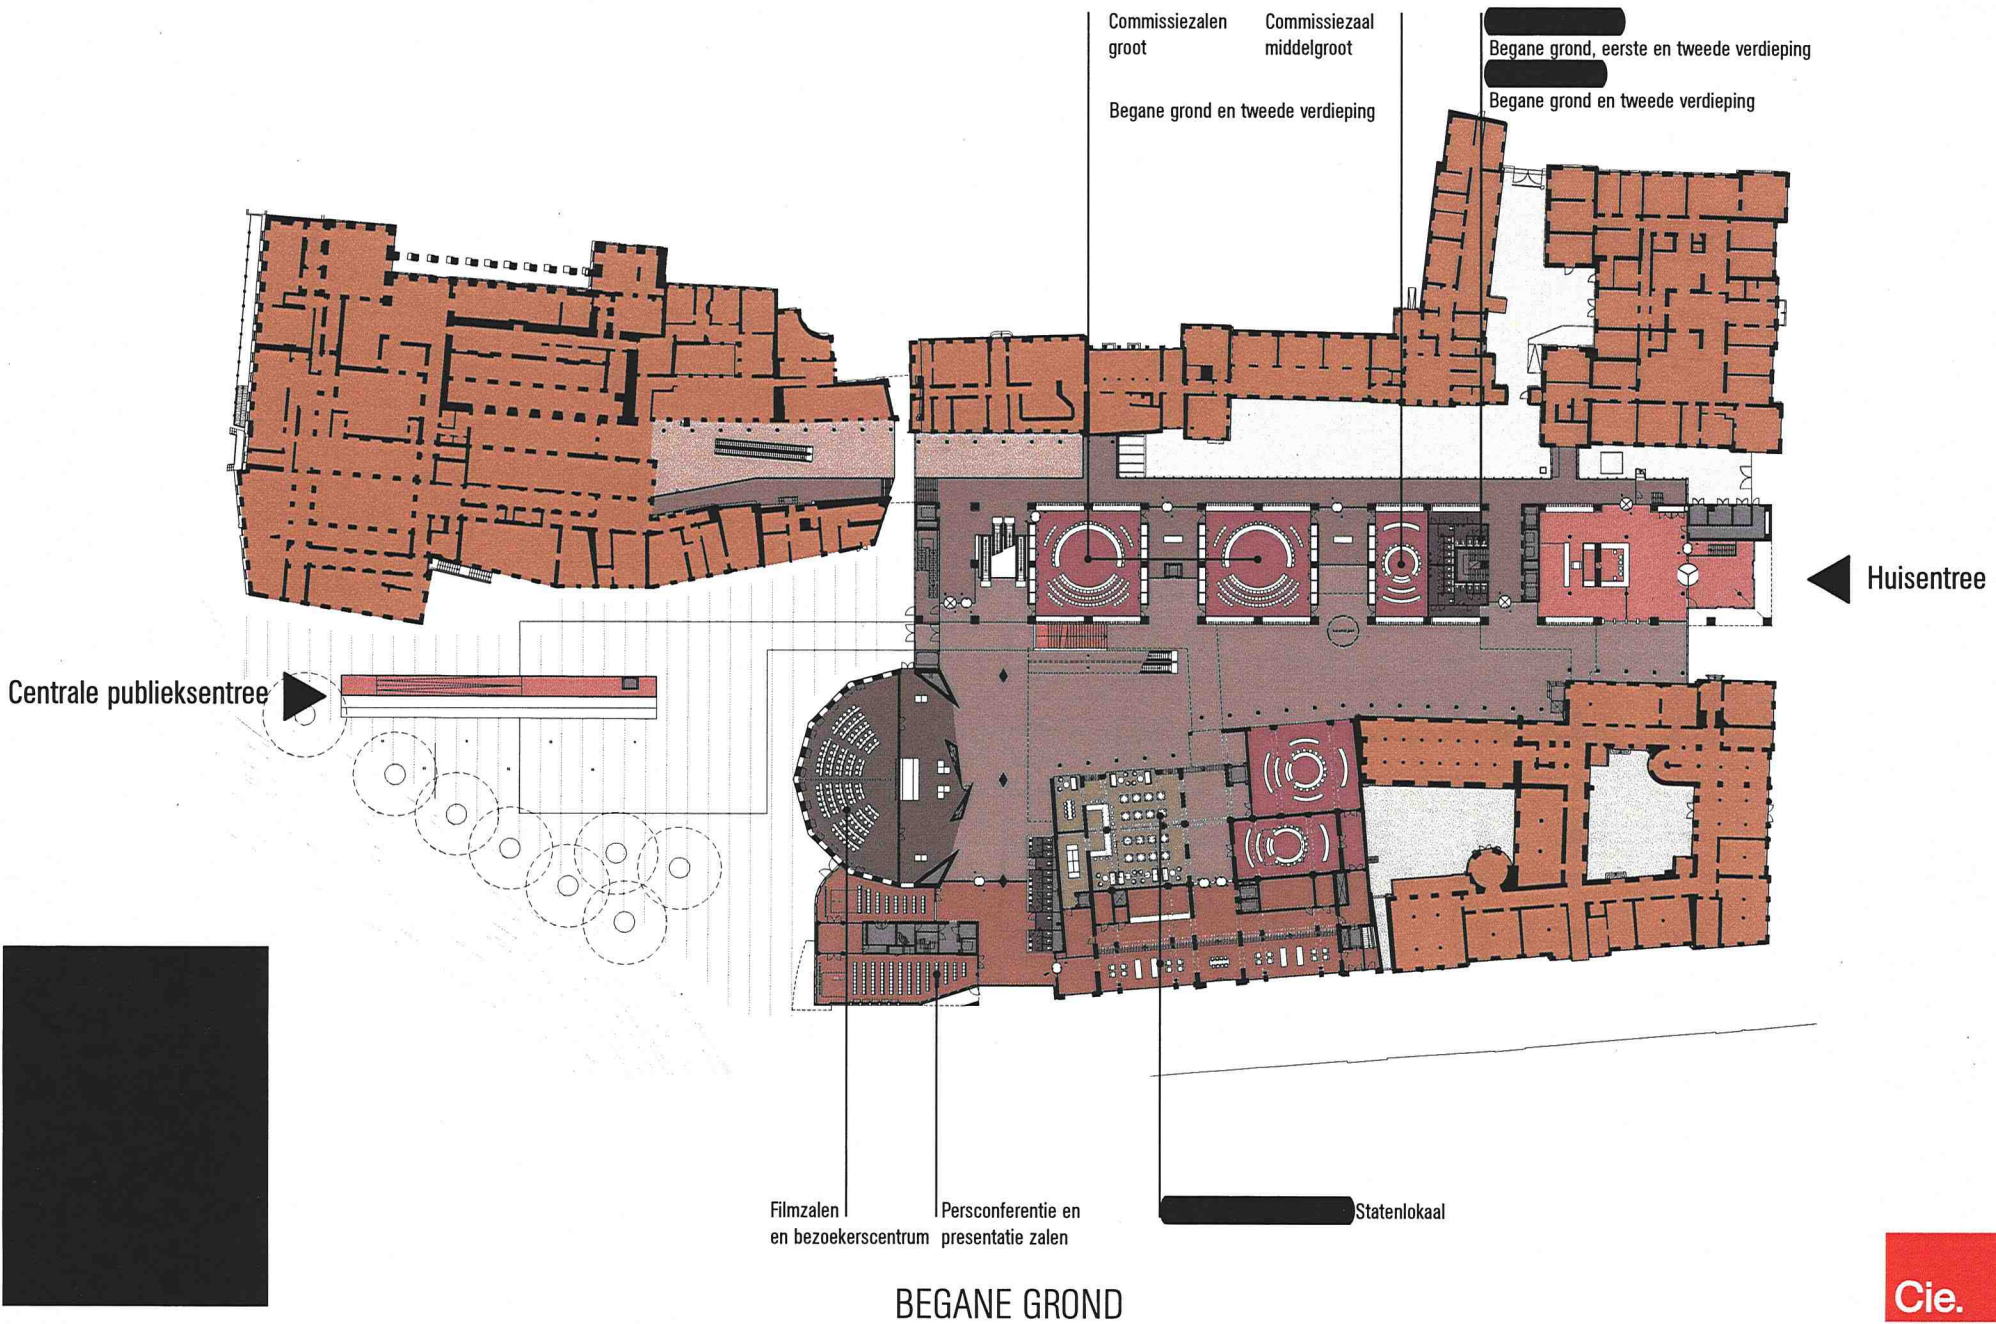 Commissiezalen
groot
Commissiezaal
middelgroot
Begane grond en tweede verdieping
Begane grond, eerste en tweede verdieping
Begane grond en tweede verdieping
Huisentree
Centrale publieksentree
Filmzalen
en bezoekerscentrum
Persconferentie en
presentatie zalen
Statenlokaal
BEGANE GROND
Cie.